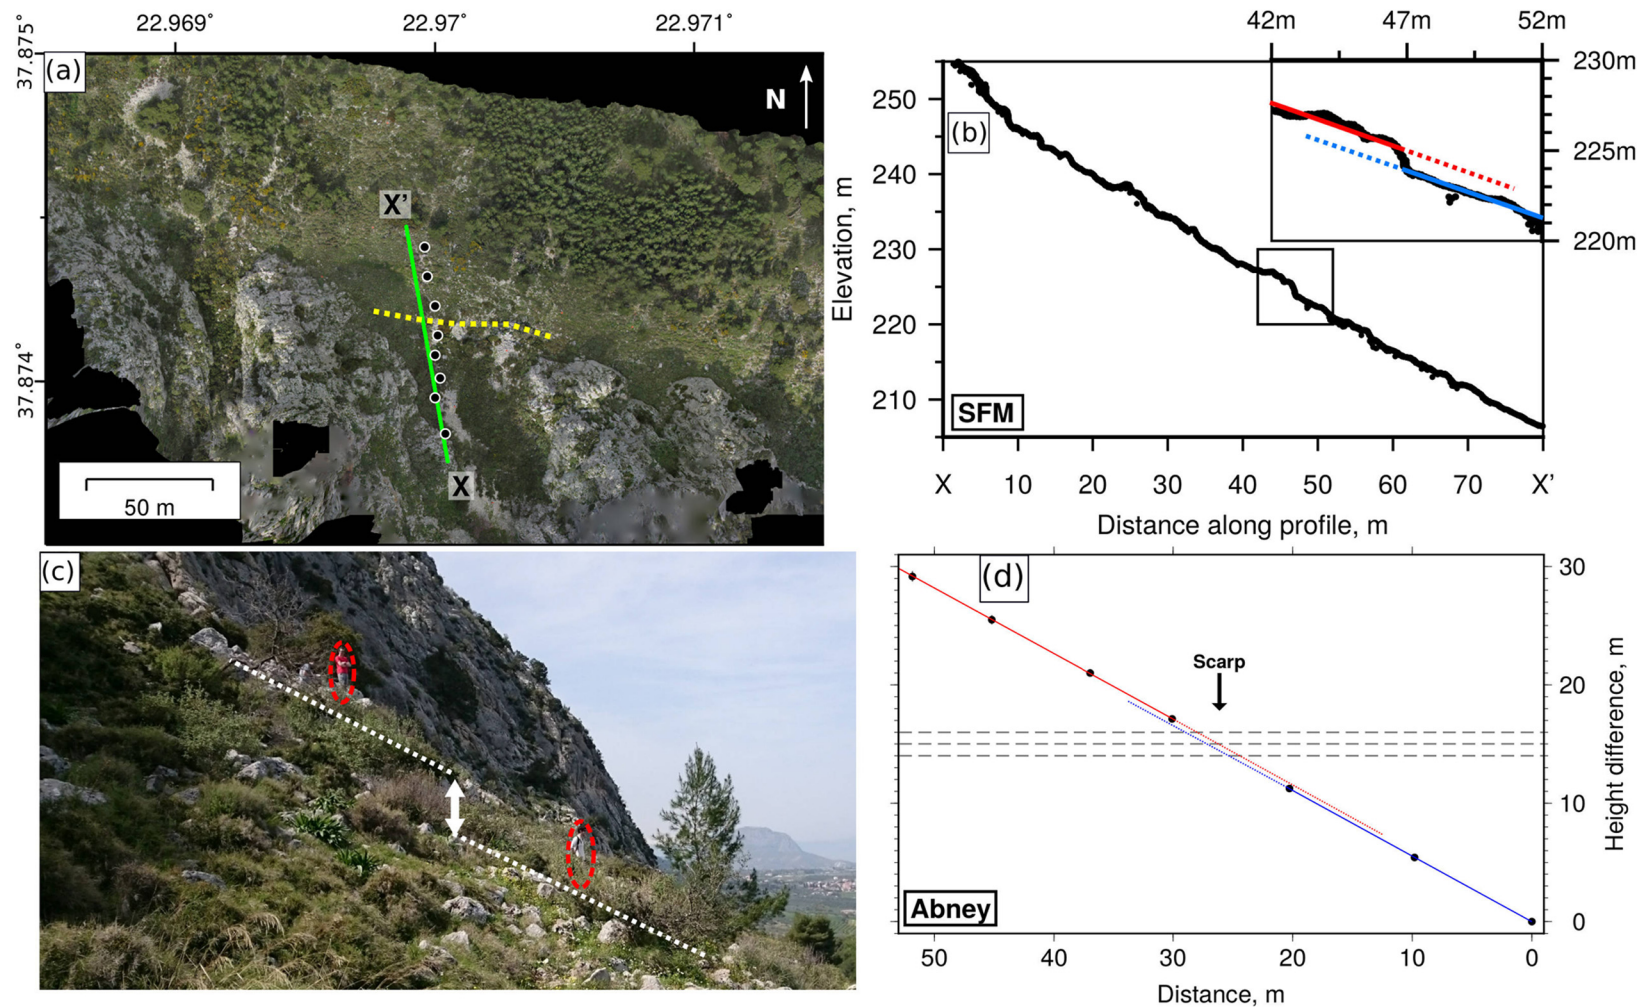 22.969° 22.97° 22.971°
37.875°
(a)
N
X'
37.874°
X
50 m
42m 47m 52m
230m
225m
220m
(b)
250
240
230
220
210
Elevation, m
SFM
X 10 20 30 40 50 60 70 X'
Distance along profile, m
(c)
(d)
30
20
10
0
Scarp
Height difference, m
Abney
50 40 30 20 10 0
Distance, m